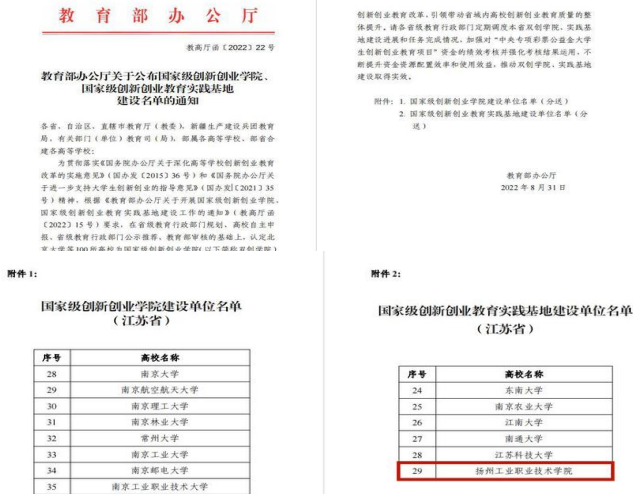 教育部办公厅
教高厅函〔2022〕22号
教育部办公厅关于公布国家级创新创业学院、
国家级创新创业教育实践基地
建设名单的通知
各省、自治区、直辖市教育厅（教委），新疆生产建设兵团教育
局，有关部门（单位）教育司（局），部属各高等学校、部省合
建各高等学校：
为贯彻落实《国务院办公厅关于深化高等学校创新创业教育
改革的实施意见》（国办发〔2015〕36号）和《国务院办公厅关
于进一步支持大学生创新创业的指导意见》（国办发〔2021〕35
号）精神，根据《教育部办公厅关于开展国家级创新创业学院、
国家级创新创业教育实践基地建设工作的通知》（教高厅函
〔2022〕15号）要求，在省级教育行政部门规划、高校自主申
报、省级教育行政部门公示推荐、教育部审核的基础上，认定北
京大学等100所高校为国家级创新创业学院（以下简称双创学院）
创新创业教育改革，引领带动省域内高校创新创业教育质量的整
体提升。请各省级教育行政部门定期调度本省双创学院、实践基
地建设进展和任务完成情况，加强对“中央专项彩票公益金大学
生创新创业教育项目”资金的绩效考核并强化考核结果运用，不
断提升资金资源配置效率和使用效益，推动双创学院、实践基
地建设取得实效。
附件：1. 国家级创新创业学院建设单位名单（分送）
2. 国家级创新创业教育实践基地建设单位名单（分
送）
教育部办公厅
2022年8月31日
附件1：
国家级创新创业学院建设单位名单
（江苏省）
序号 高校名称
28 南京大学
29 南京航空航天大学
30 南京理工大学
31 南京林业大学
32 常州大学
33 南京工业大学
34 南京邮电大学
35 南京工业职业技术大学
附件2：
国家级创新创业教育实践基地建设单位名单
（江苏省）
序号 高校名称
24 东南大学
25 南京农业大学
26 江南大学
27 南通大学
28 江苏科技大学
29 扬州工业职业技术学院